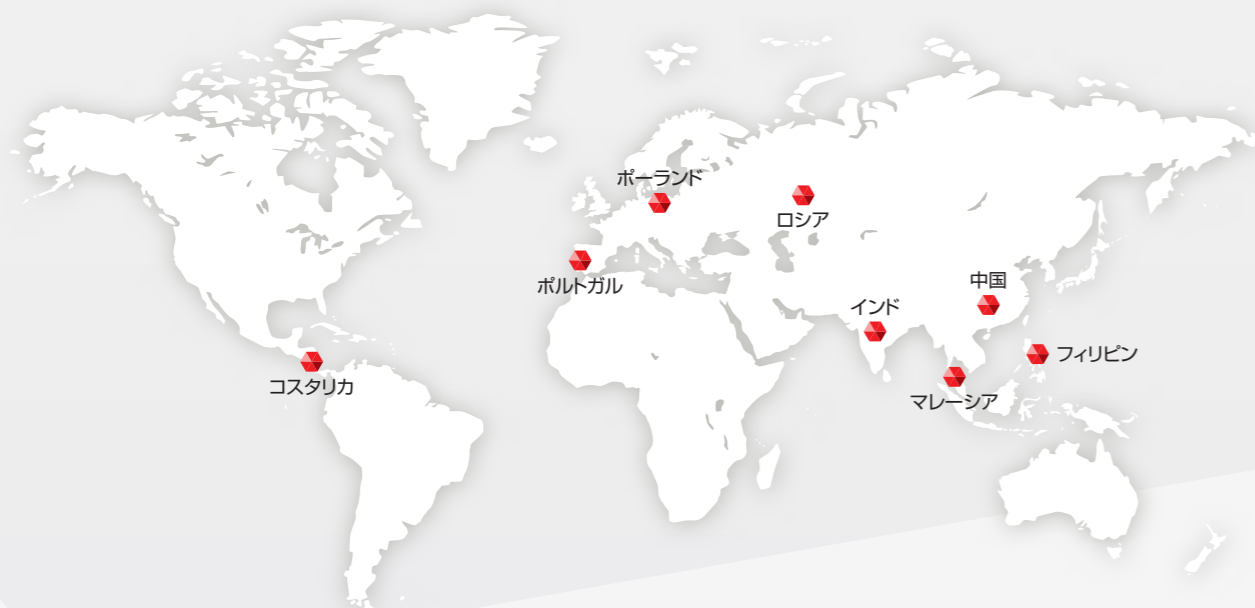 ポーランド
ロシア
ポルトガル
中国
インド
フィリピン
コスタリカ
マレーシア